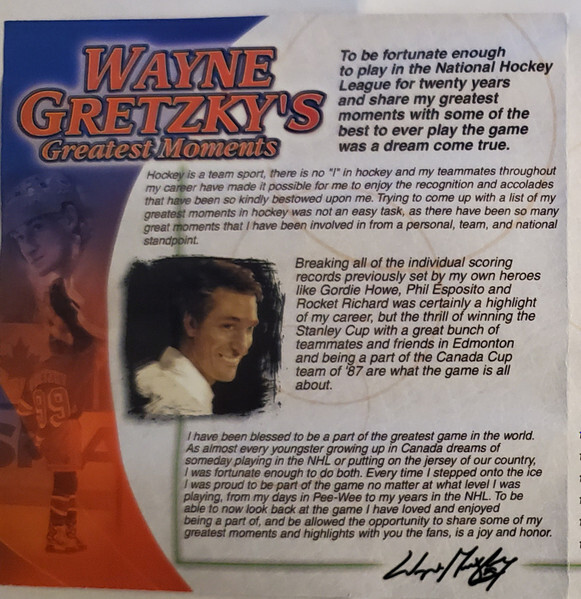 WAYNE
GRETZKY'S
Greatest Moments
To be fortunate enough
to play in the National Hockey
League for twenty years
and share my greatest
moments with some of the
best to ever play the game
was a dream come true.
Hockey is a team sport, there is no "I" in hockey and my teammates throughout
my career have made it possible for me to enjoy the recognition and accolades
that have been so kindly bestowed upon me. Trying to come up with a list of my
greatest moments in hockey was not an easy task, as there have been so many
great moments that I have been involved in from a personal, team, and national
standpoint.
Breaking all of the individual scoring
records previously set by my own heroes
like Gordie Howe, Phil Esposito and
Rocket Richard was certainly a highlight
of my career, but the thrill of winning the
Stanley Cup with a great bunch of
teammates and friends in Edmonton
and being a part of the Canada Cup
team of '87 are what the game is all
about.
I have been blessed to be a part of the greatest game in the world.
As almost every youngster growing up in Canada dreams of
someday playing in the NHL or putting on the jersey of our country,
I was fortunate enough to do both. Every time I stepped onto the ice
I was proud to be part of the game no matter at what level I was
playing, from my days in Pee-Wee to my years in the NHL. To be
able to now look back at the game I have loved and enjoyed
being a part of, and be allowed the opportunity to share some of my
greatest moments and highlights with you the fans, is a joy and honor.
Wayne Gretzky
99